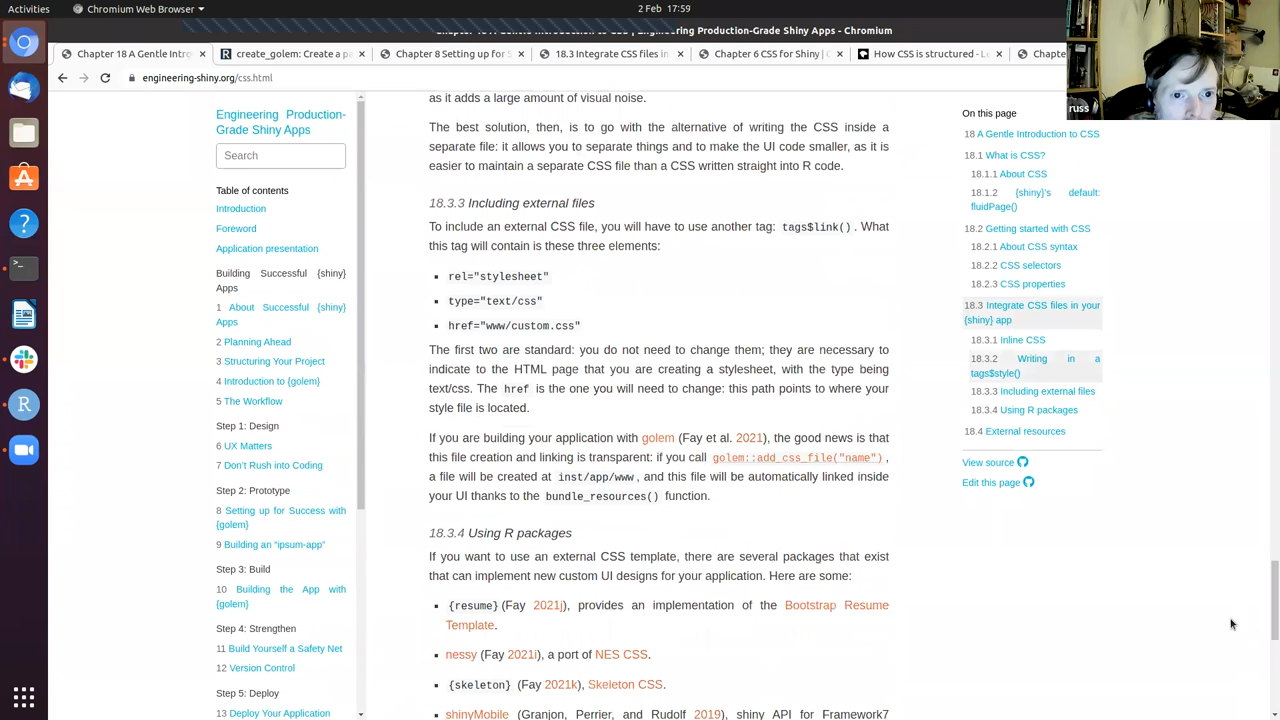 Activities
Chromium Web Browser
2 Feb 17:59
Chapter 18 A Gentle Introduction to CSS | Engineering Production-Grade Shiny Apps - Chromium
Chapter 18 A Gentle Intro
create_golem: Create a pa
Chapter 8 Setting up for S
18.3 Integrate CSS files in
Chapter 6 CSS for Shiny |
How CSS is structured - Le
Chapte
engineering-shiny.org/css.html
russ
Engineering Production-
Grade Shiny Apps
Search
Table of contents
Introduction
Foreword
Application presentation
Building Successful {shiny}
Apps
1 About Successful {shiny}
Apps
2 Planning Ahead
3 Structuring Your Project
4 Introduction to {golem}
5 The Workflow
Step 1: Design
6 UX Matters
7 Don't Rush into Coding
Step 2: Prototype
8 Setting up for Success with
{golem}
9 Building an “ipsum-app”
Step 3: Build
10 Building the App with
{golem}
Step 4: Strengthen
11 Build Yourself a Safety Net
12 Version Control
Step 5: Deploy
13 Deploy Your Application
as it adds a large amount of visual noise.
The best solution, then, is to go with the alternative of writing the CSS inside a
separate file: it allows you to separate things and to make the UI code smaller, as it is
easier to maintain a separate CSS file than a CSS written straight into R code.
18.3.3 Including external files
To include an external CSS file, you will have to use another tag: tags$link(). What
this tag will contain is these three elements:
rel="stylesheet"
type="text/css"
href="www/custom.css"
The first two are standard: you do not need to change them; they are necessary to
indicate to the HTML page that you are creating a stylesheet, with the type being
text/css. The href is the one you will need to change: this path points to where your
style file is located.
If you are building your application with golem (Fay et al. 2021), the good news is that
this file creation and linking is transparent: if you call golem::add_css_file("name"),
a file will be created at inst/app/www, and this file will be automatically linked inside
your UI thanks to the bundle_resources() function.
18.3.4 Using R packages
If you want to use an external CSS template, there are several packages that exist
that can implement new custom UI designs for your application. Here are some:
{resume} (Fay 2021j), provides an implementation of the Bootstrap Resume
Template.
nessy (Fay 2021i), a port of NES CSS.
{skeleton} (Fay 2021k), Skeleton CSS.
shinyMobile (Granjon, Perrier, and Rudolf 2019), shiny API for Framework7
On this page
18 A Gentle Introduction to CSS
18.1 What is CSS?
18.1.1 About CSS
18.1.2 {shiny}'s default:
fluidPage()
18.2 Getting started with CSS
18.2.1 About CSS syntax
18.2.2 CSS selectors
18.2.3 CSS properties
18.3 Integrate CSS files in your
{shiny} app
18.3.1 Inline CSS
18.3.2 Writing in a
tags$style()
18.3.3 Including external files
18.3.4 Using R packages
18.4 External resources
View source
Edit this page